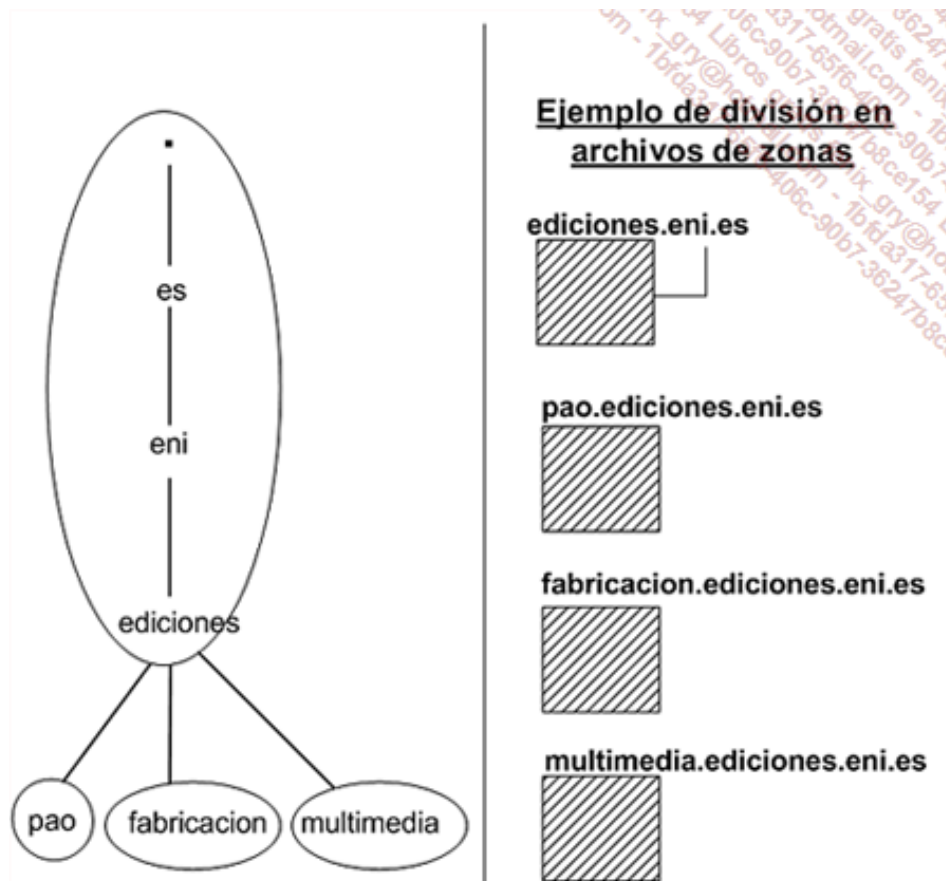 .
es
eni
ediciones
pao
fabricacion
multimedia
Ejemplo de división en
archivos de zonas
ediciones.eni.es
pao.ediciones.eni.es
fabricacion.ediciones.eni.es
multimedia.ediciones.eni.es